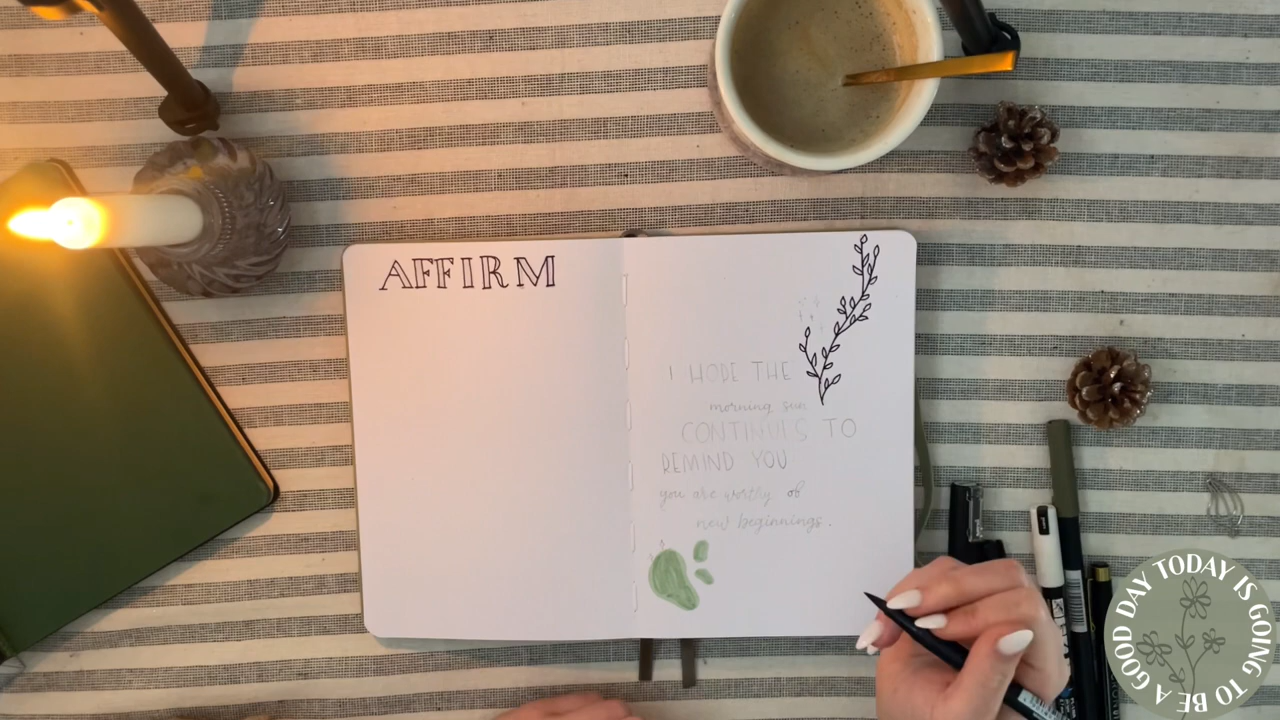 AFFIRM
I HOPE THE
morning sun
CONTINUES TO
REMIND YOU
you are worthy of
new beginnings.
TODAY IS GOING TO BE A GOOD DAY